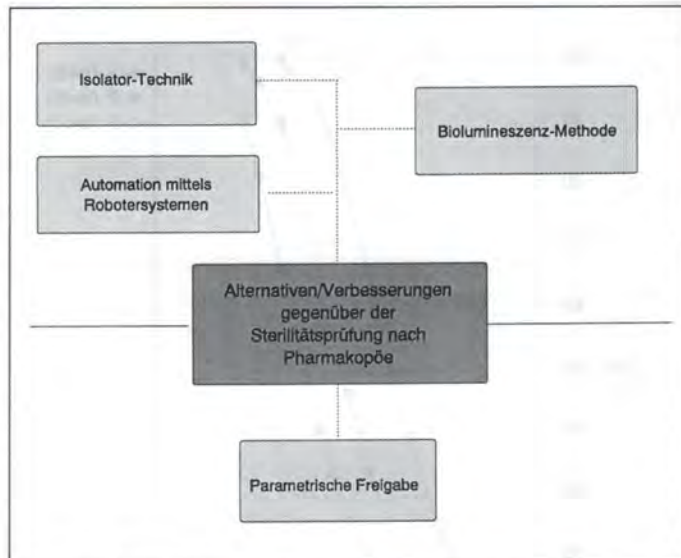 Isolator-Technik
Biolumineszenz-Methode
Automation mittels
Robotersystemen
Alternativen/Verbesserungen
gegenüber der
Sterilitätsprüfung nach
Pharmakopöe
Parametrische Freigabe